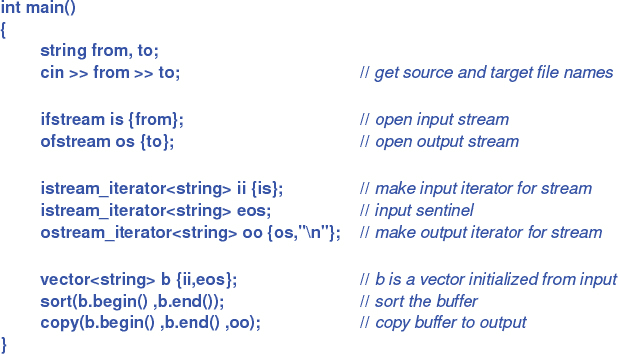 int main()
{
string from, to;
cin >> from >> to; // get source and target file names
ifstream is {from}; // open input stream
ofstream os {to}; // open output stream
istream_iterator<string> ii {is}; // make input iterator for stream
istream_iterator<string> eos; // input sentinel
ostream_iterator<string> oo {os,"\n"}; // make output iterator for stream
vector<string> b {ii,eos}; // b is a vector initialized from input
sort(b.begin() ,b.end()); // sort the buffer
copy(b.begin() ,b.end() ,oo); // copy buffer to output
}